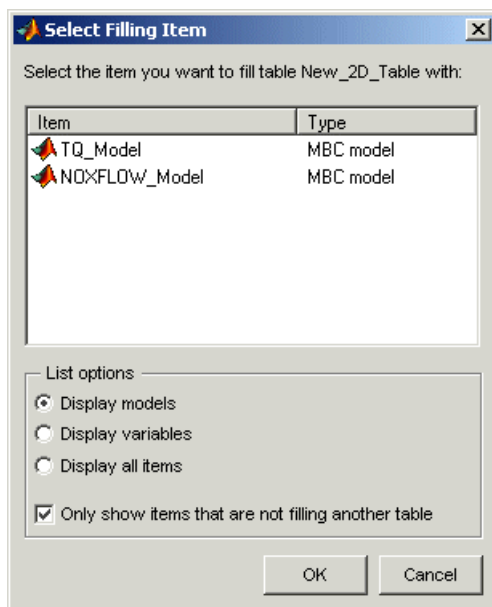 Select Filling Item
Select the item you want to fill table New_2D_Table with:
Item Type
TQ_Model MBC model
NOXFLOW_Model MBC model
List options
Display models
Display variables
Display all items
Only show items that are not filling another table
OK Cancel